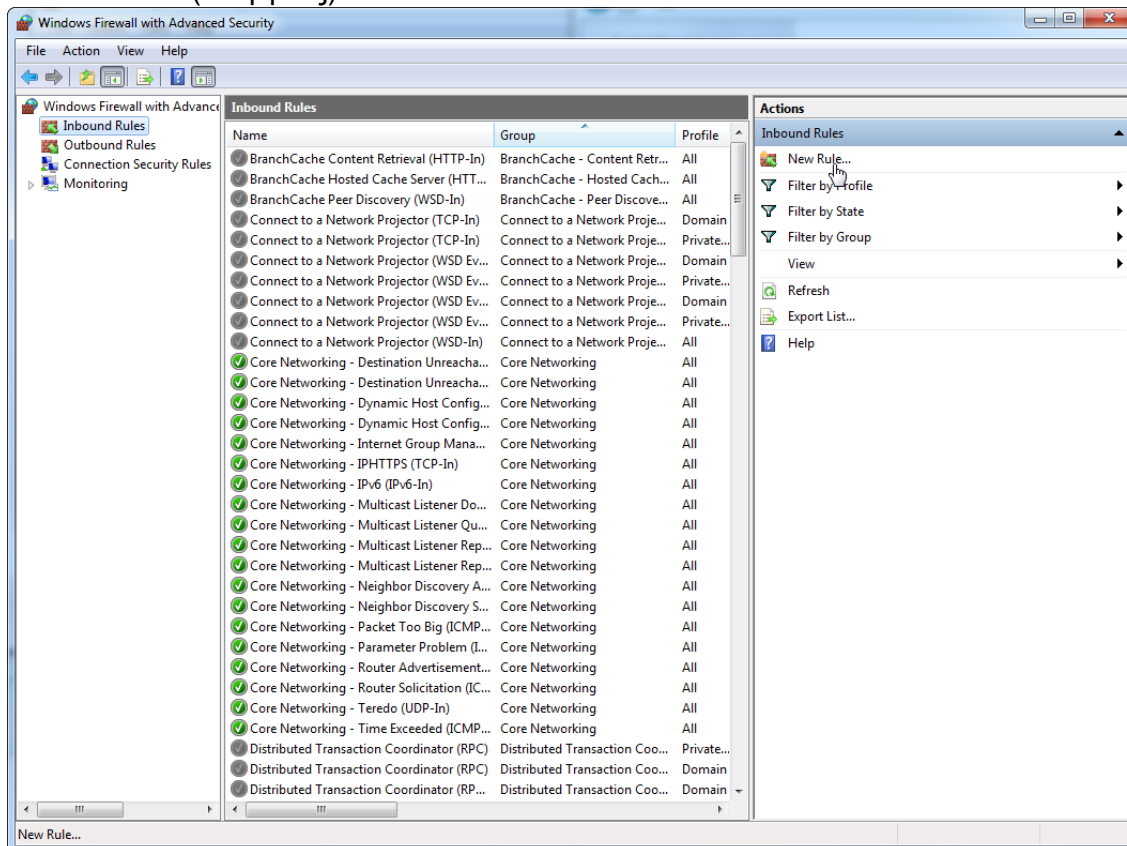 Windows Firewall with Advanced Security
File Action View Help
Windows Firewall with Advance
Inbound Rules
Outbound Rules
Connection Security Rules
Monitoring
Inbound Rules
Name Group Profile
BranchCache Content Retrieval (HTTP-In) BranchCache - Content Retr... All
BranchCache Hosted Cache Server (HTT... BranchCache - Hosted Cach... All
BranchCache Peer Discovery (WSD-In) BranchCache - Peer Discove... All
Connect to a Network Projector (TCP-In) Connect to a Network Proje... Domain
Connect to a Network Projector (TCP-In) Connect to a Network Proje... Private...
Connect to a Network Projector (WSD Ev... Connect to a Network Proje... Domain
Connect to a Network Projector (WSD Ev... Connect to a Network Proje... Private...
Connect to a Network Projector (WSD Ev... Connect to a Network Proje... Domain
Connect to a Network Projector (WSD Ev... Connect to a Network Proje... Private...
Connect to a Network Projector (WSD-In) Connect to a Network Proje... All
Core Networking - Destination Unreacha... Core Networking All
Core Networking - Destination Unreacha... Core Networking All
Core Networking - Dynamic Host Config... Core Networking All
Core Networking - Dynamic Host Config... Core Networking All
Core Networking - Internet Group Mana... Core Networking All
Core Networking - IPHTTPS (TCP-In) Core Networking All
Core Networking - IPv6 (IPv6-In) Core Networking All
Core Networking - Multicast Listener Do... Core Networking All
Core Networking - Multicast Listener Qu... Core Networking All
Core Networking - Multicast Listener Rep... Core Networking All
Core Networking - Multicast Listener Rep... Core Networking All
Core Networking - Neighbor Discovery A... Core Networking All
Core Networking - Neighbor Discovery S... Core Networking All
Core Networking - Packet Too Big (ICMP... Core Networking All
Core Networking - Parameter Problem (I... Core Networking All
Core Networking - Router Advertisement... Core Networking All
Core Networking - Router Solicitation (IC... Core Networking All
Core Networking - Teredo (UDP-In) Core Networking All
Core Networking - Time Exceeded (ICMP... Core Networking All
Distributed Transaction Coordinator (RPC) Distributed Transaction Coo... Private...
Distributed Transaction Coordinator (RPC) Distributed Transaction Coo... Domain
Distributed Transaction Coordinator (RP... Distributed Transaction Coo... Domain
Actions
Inbound Rules
New Rule...
Filter by Profile
Filter by State
Filter by Group
View
Refresh
Export List...
Help
New Rule...